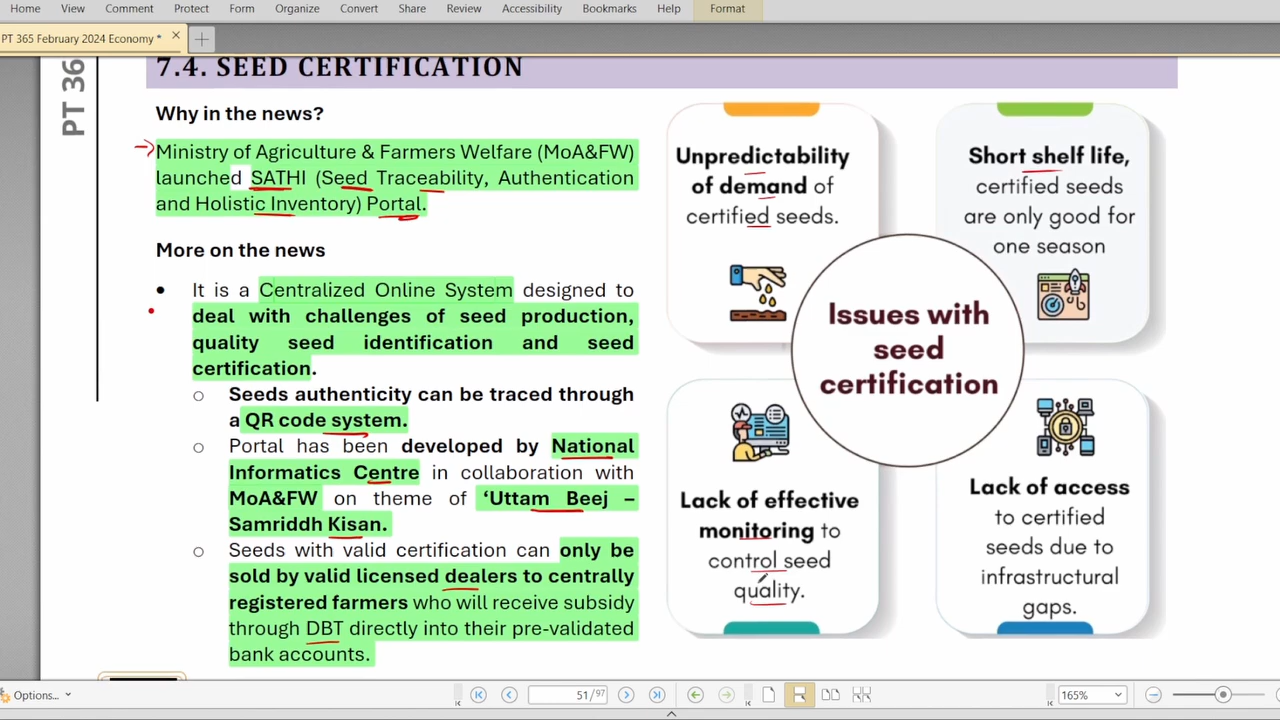 Home View Comment Protect Form Organize Convert Share Review Accessibility Bookmarks Help Format
PT 365 February 2024 Economy *
PT 36
7.4. SEED CERTIFICATION
Why in the news?
Ministry of Agriculture & Farmers Welfare (MoA&FW)
launched SATHI (Seed Traceability, Authentication
and Holistic Inventory) Portal.
More on the news
• It is a Centralized Online System designed to
deal with challenges of seed production,
quality seed identification and seed
certification.
○ Seeds authenticity can be traced through
a QR code system.
○ Portal has been developed by National
Informatics Centre in collaboration with
MoA&FW on theme of ‘Uttam Beej –
Samriddh Kisan.
○ Seeds with valid certification can only be
sold by valid licensed dealers to centrally
registered farmers who will receive subsidy
through DBT directly into their pre-validated
bank accounts.
Unpredictability
of demand of
certified seeds.
Short shelf life,
certified seeds
are only good for
one season
Issues with
seed
certification
Lack of effective
monitoring to
control seed
quality.
Lack of access
to certified
seeds due to
infrastructural
gaps.
Options...
51 / 97
165%